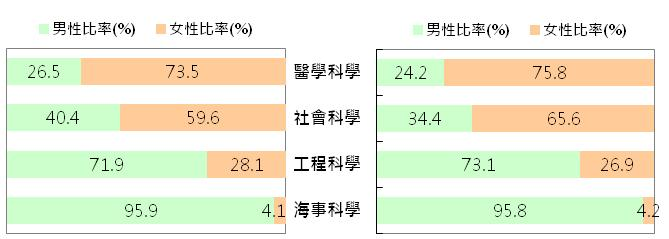 男性比率(%) 女性比率(%) 男性比率(%) 女性比率(%)
26.5 73.5 醫學科學 24.2 75.8
40.4 59.6 社會科學 34.4 65.6
71.9 28.1 工程科學 73.1 26.9
95.9 4.1 海事科學 95.8 4.2